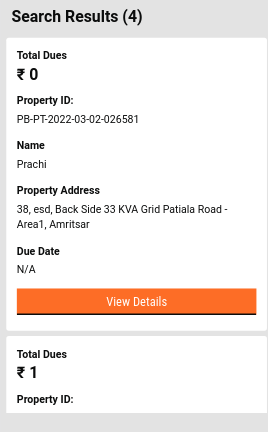 Search Results (4)
Total Dues
₹ 0
Property ID:
PB-PT-2022-03-02-026581
Name
Prachi
Property Address
38, esd, Back Side 33 KVA Grid Patiala Road -
Area1, Amritsar
Due Date
N/A
View Details
Total Dues
₹ 1
Property ID: